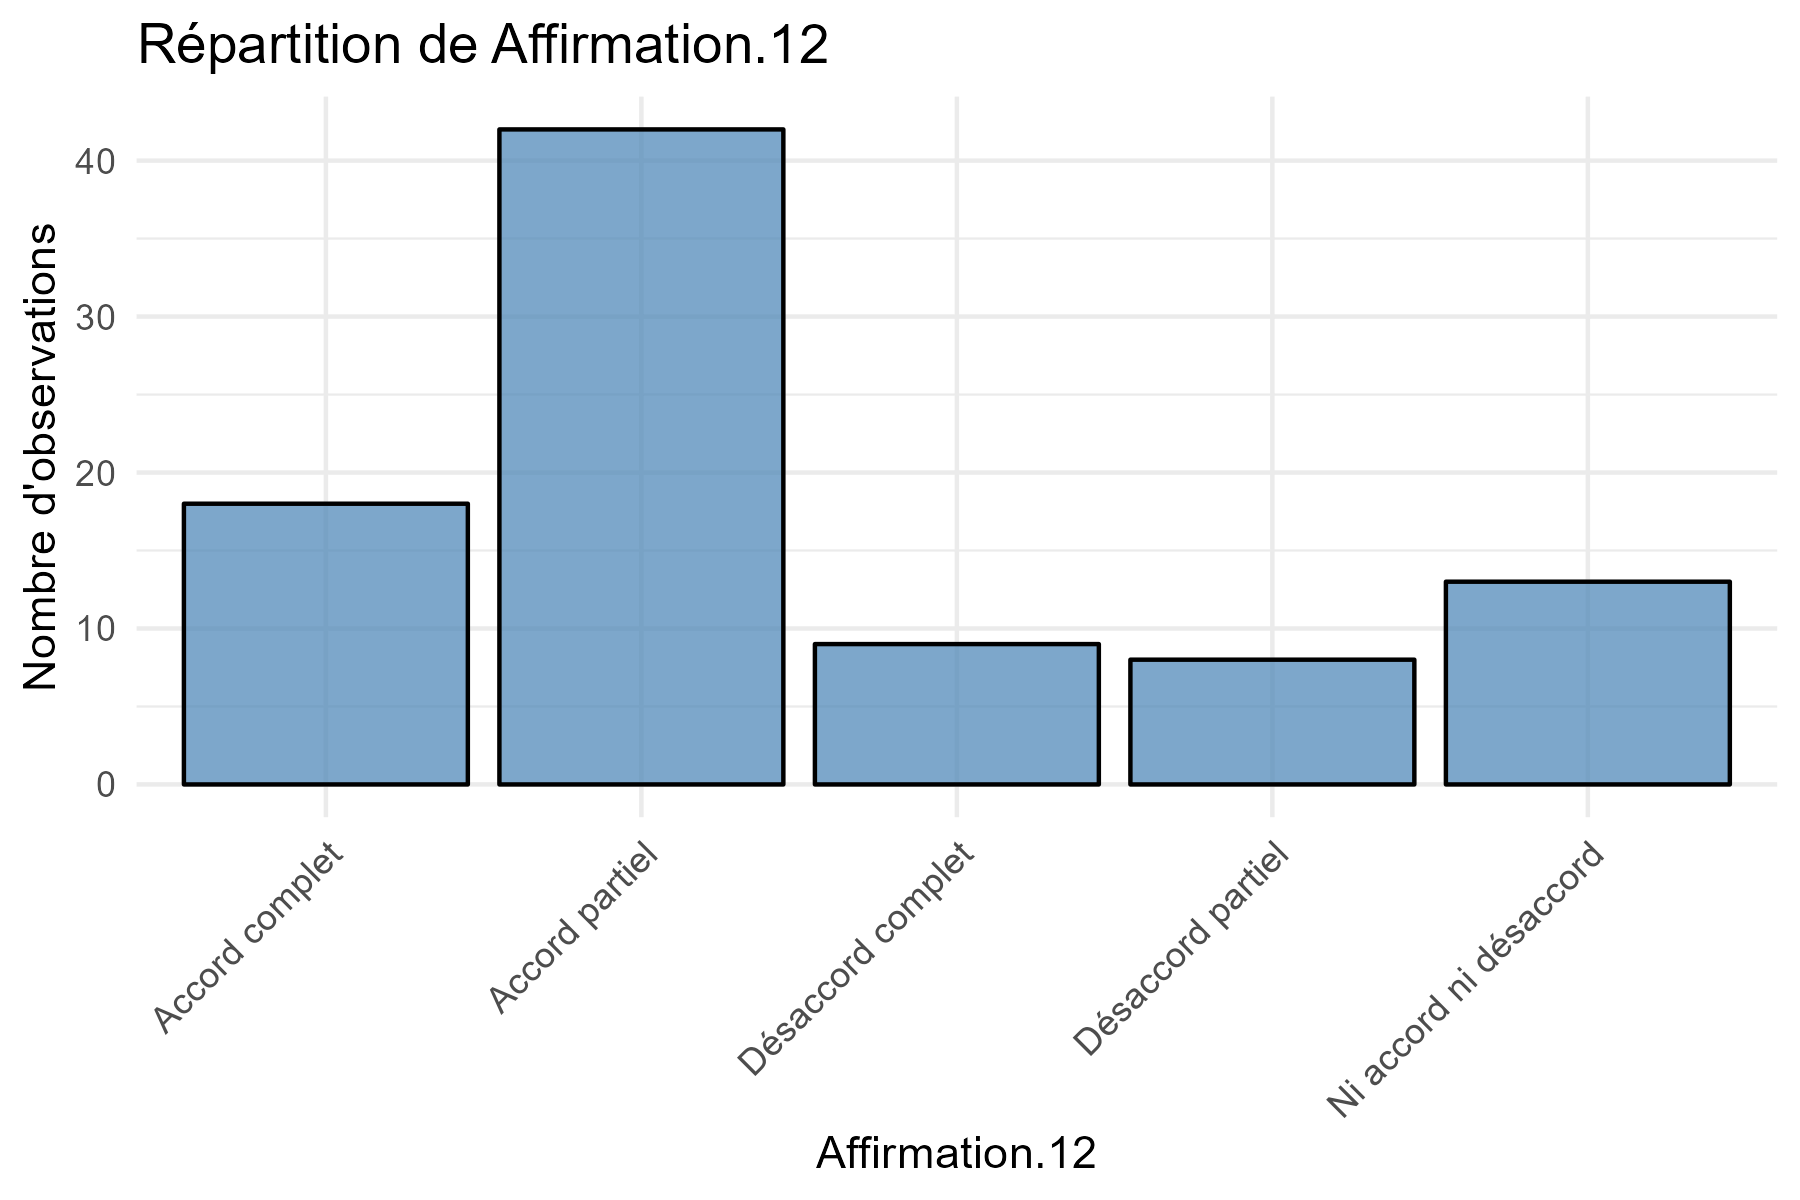 Répartition de Affirmation.12
Nombre d'observations
40
30
20
10
0
Accord complet
Accord partiel
Désaccord complet
Désaccord partiel
Ni accord ni désaccord
Affirmation.12